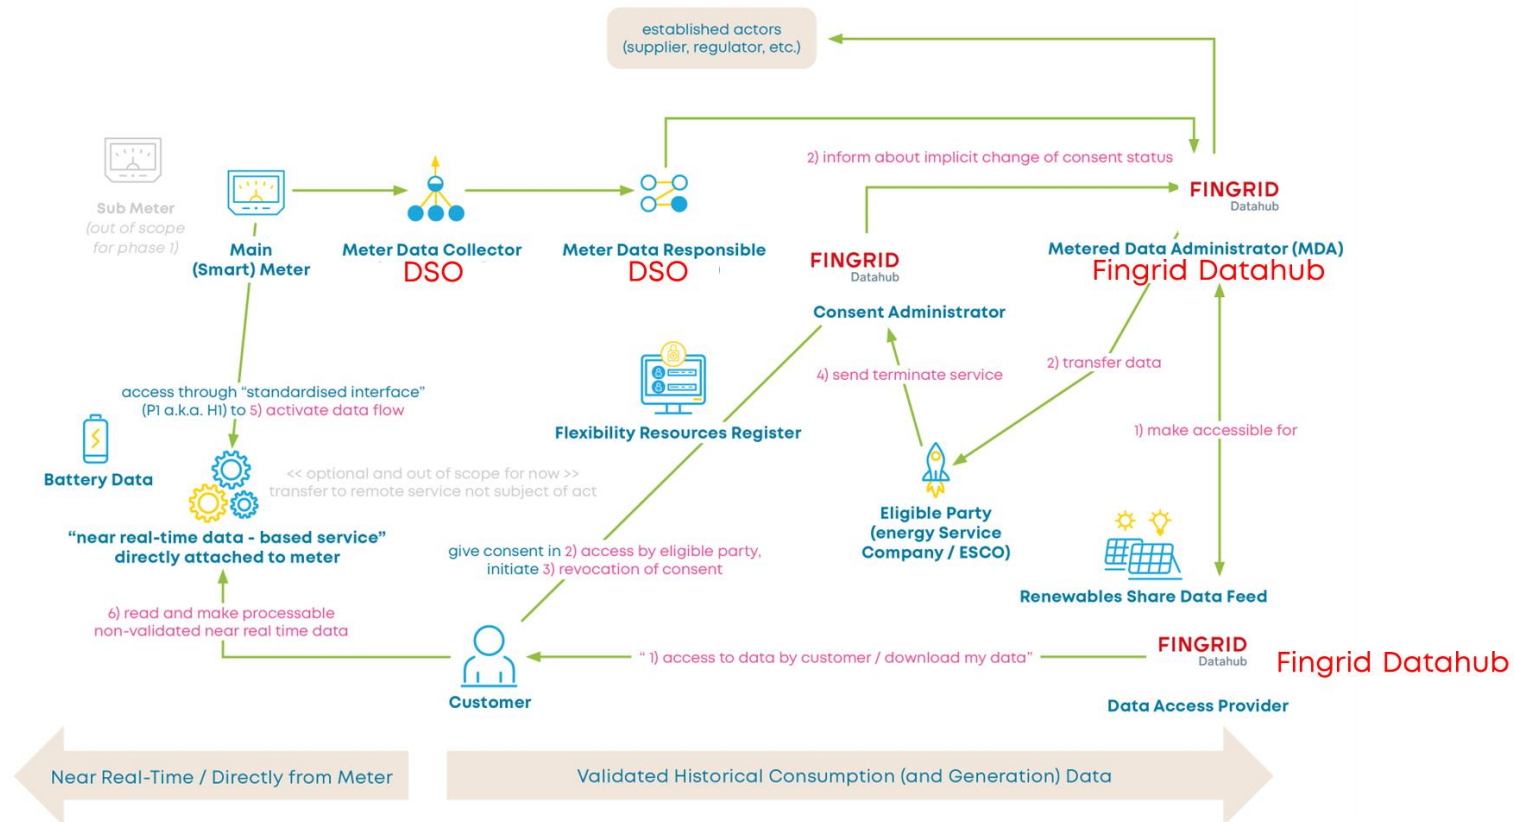 established actors
(supplier, regulator, etc.)
2) inform about implicit change of consent status
Sub Meter
(out of scope
for phase 1)
Main
(Smart) Meter
Meter Data Collector
DSO
Meter Data Responsible
DSO
FINGRID
Datahub
Consent Administrator
FINGRID
Datahub
Metered Data Administrator (MDA)
Fingrid Datahub
access through “standardised interface”
(P1 a.k.a. H1) to 5) activate data flow
Battery Data
“near real-time data - based service”
directly attached to meter
<< optional and out of scope for now >>
transfer to remote service not subject of act
Flexibility Resources Register
4) send terminate service
2) transfer data
1) make accessible for
Eligible Party
(energy Service
Company / ESCO)
give consent in 2) access by eligible party,
initiate 3) revocation of consent
Renewables Share Data Feed
6) read and make processable
non-validated near real time data
Customer
“ 1) access to data by customer / download my data”
FINGRID
Datahub
Fingrid Datahub
Data Access Provider
Near Real-Time / Directly from Meter
Validated Historical Consumption (and Generation) Data